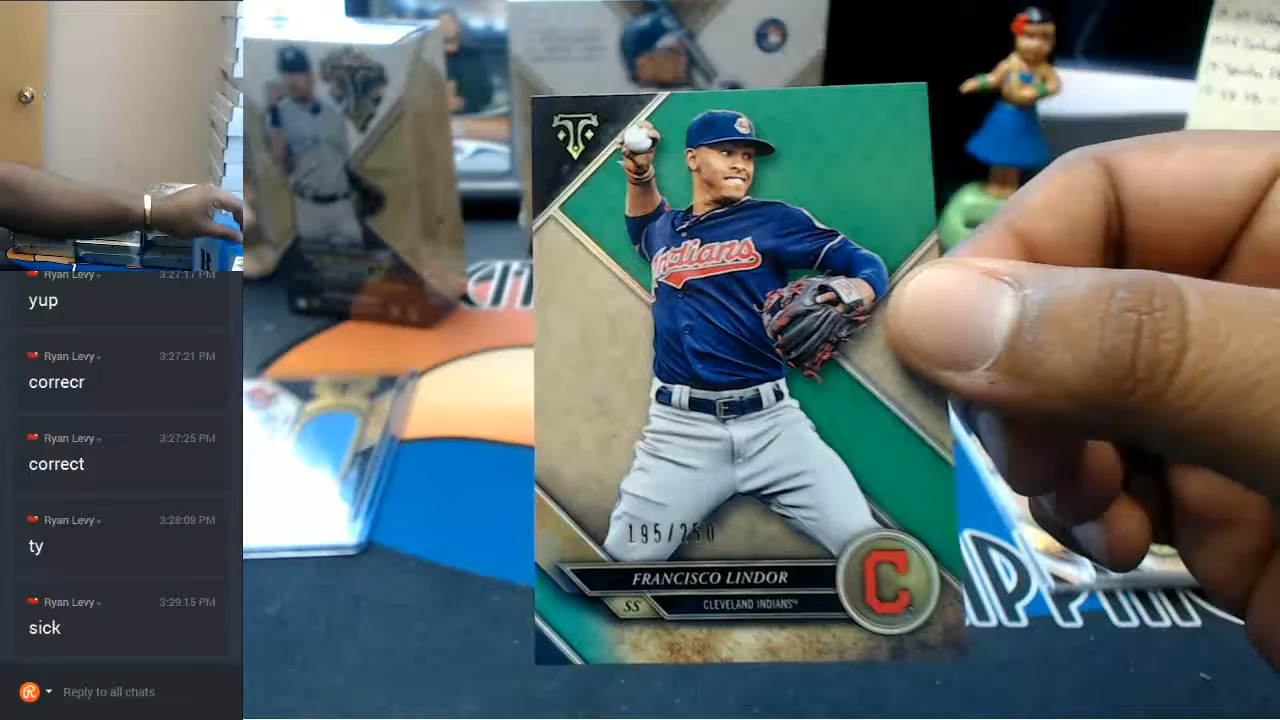 Ryan Levy 3:27:17 PM
yup
Ryan Levy 3:27:21 PM
correcr
Ryan Levy 3:27:25 PM
correct
Ryan Levy 3:28:09 PM
ty
Ryan Levy 3:29:15 PM
sick
Reply to all chats
Indians
195/250
FRANCISCO LINDOR
SS CLEVELAND INDIANS
C